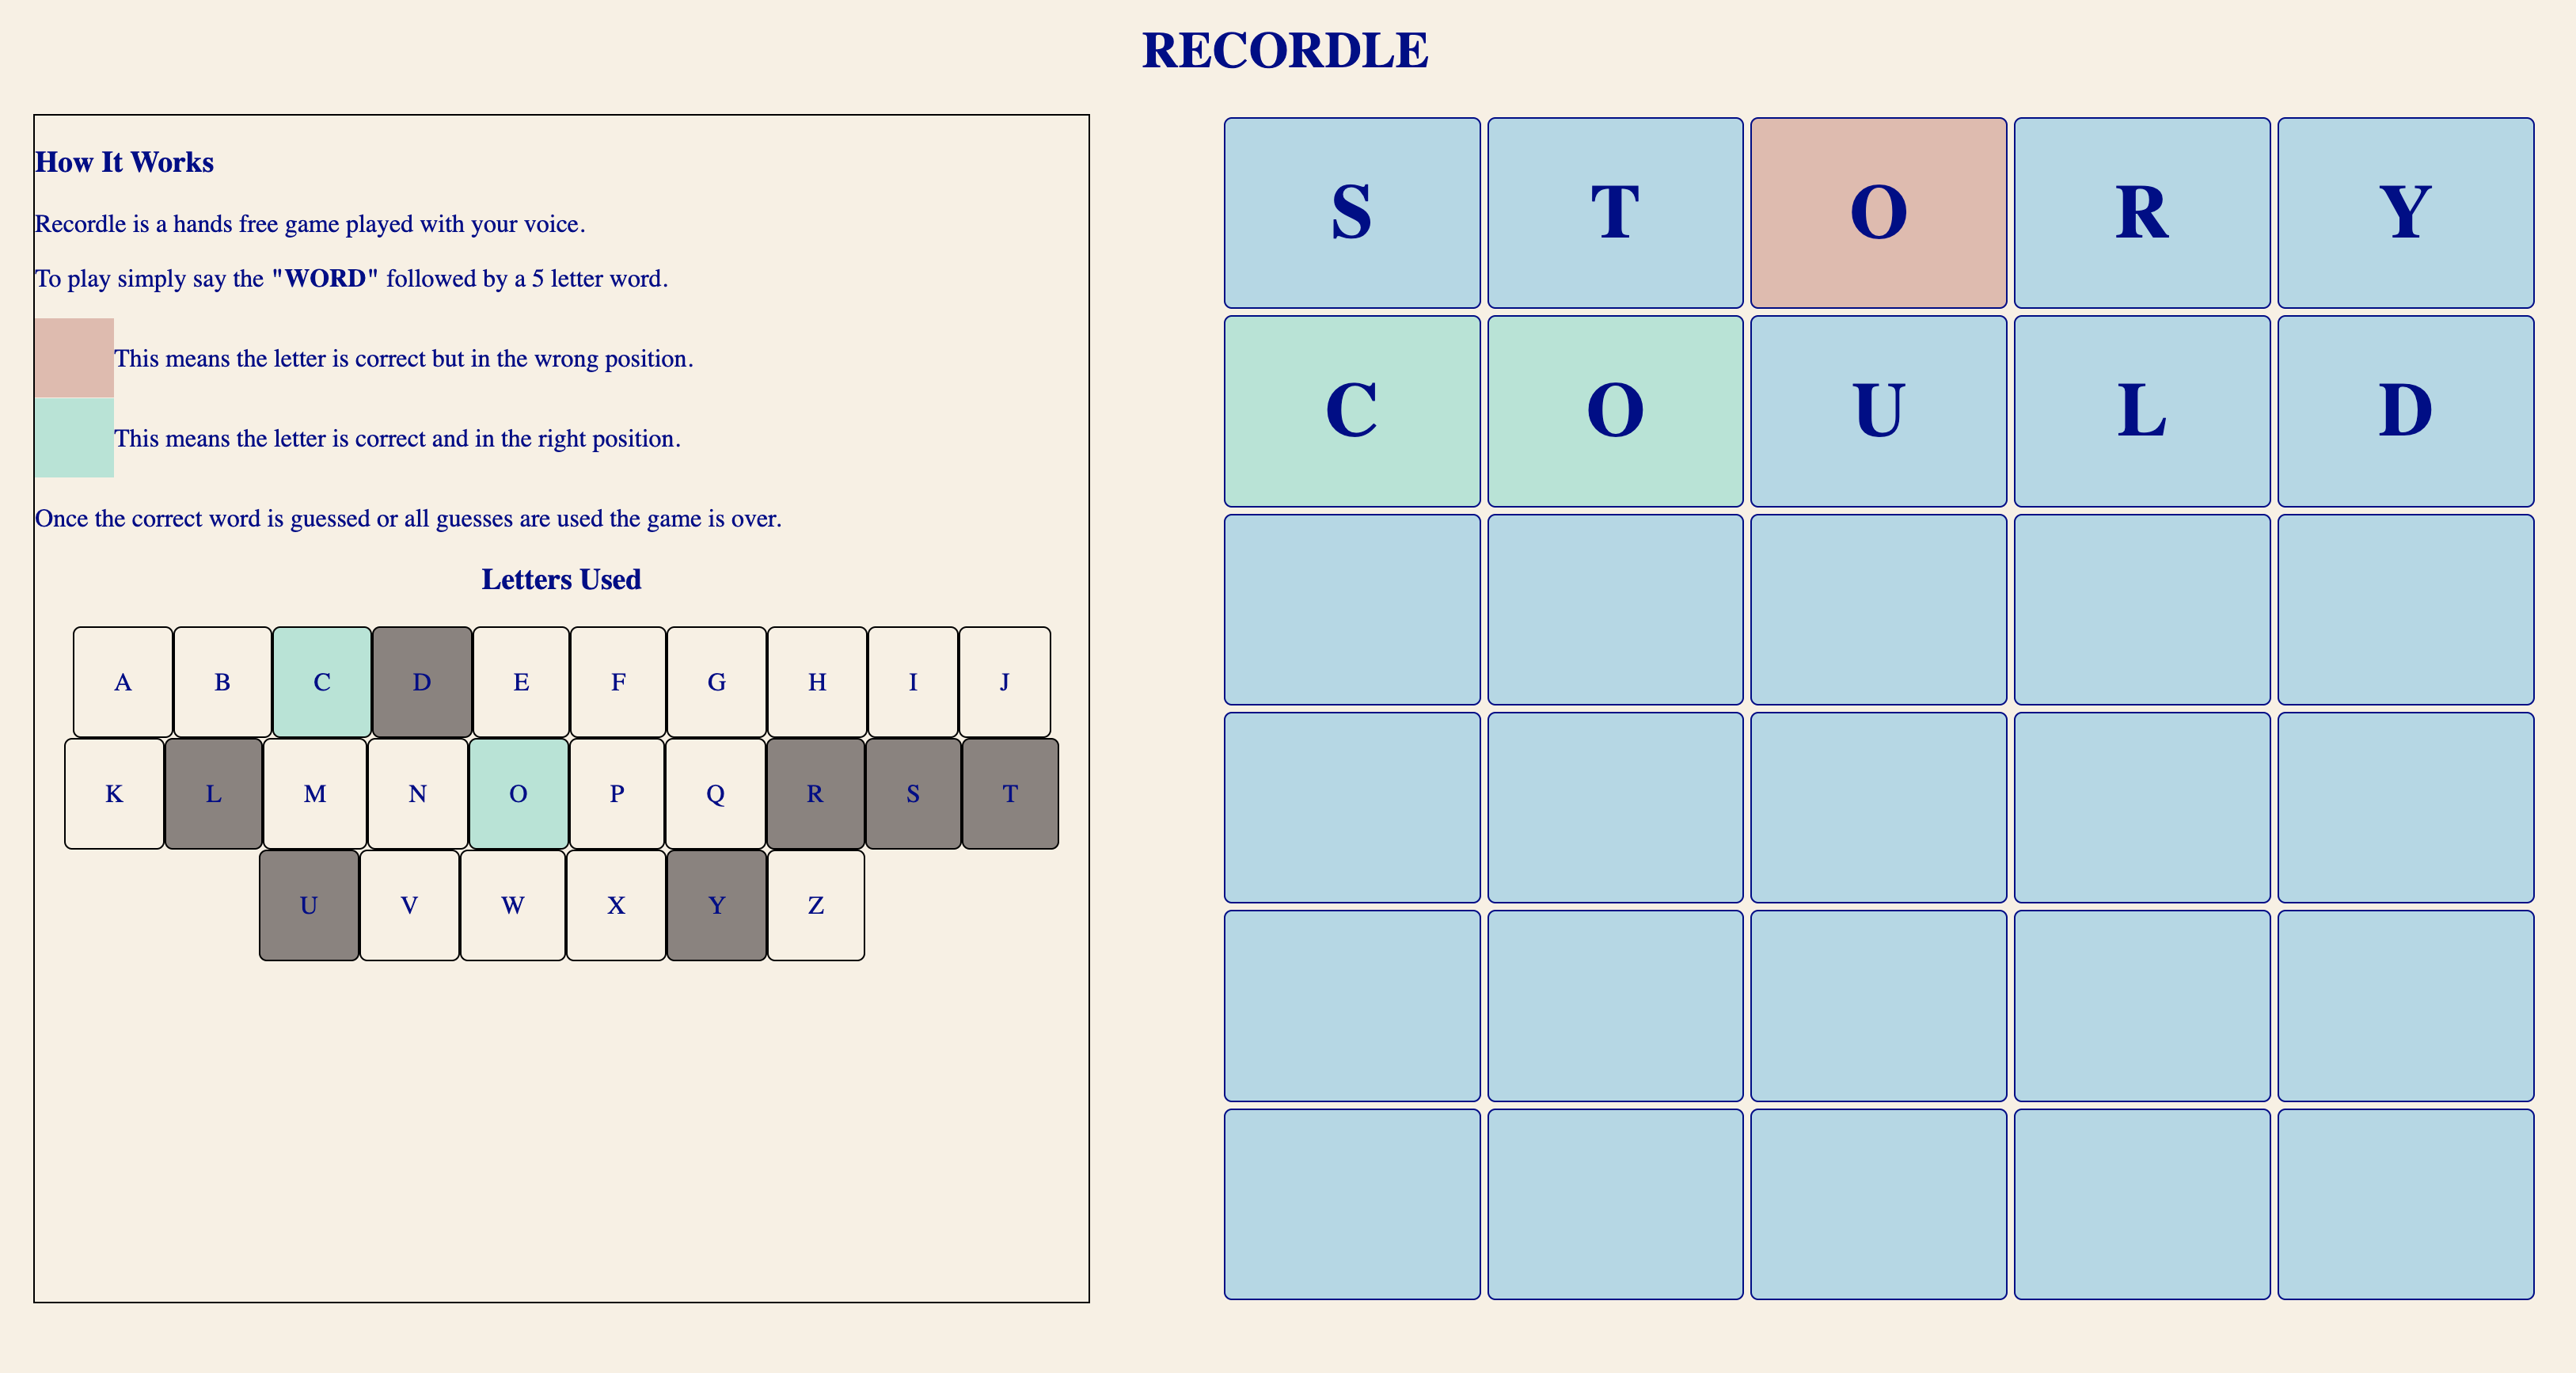 RECORDLE
How It Works
Recordle is a hands free game played with your voice.
To play simply say the "WORD" followed by a 5 letter word.
This means the letter is correct but in the wrong position.
This means the letter is correct and in the right position.
Once the correct word is guessed or all guesses are used the game is over.
Letters Used
A B C D E F G H I J
K L M N O P Q R S T
U V W X Y Z
S T O R Y
C O U L D